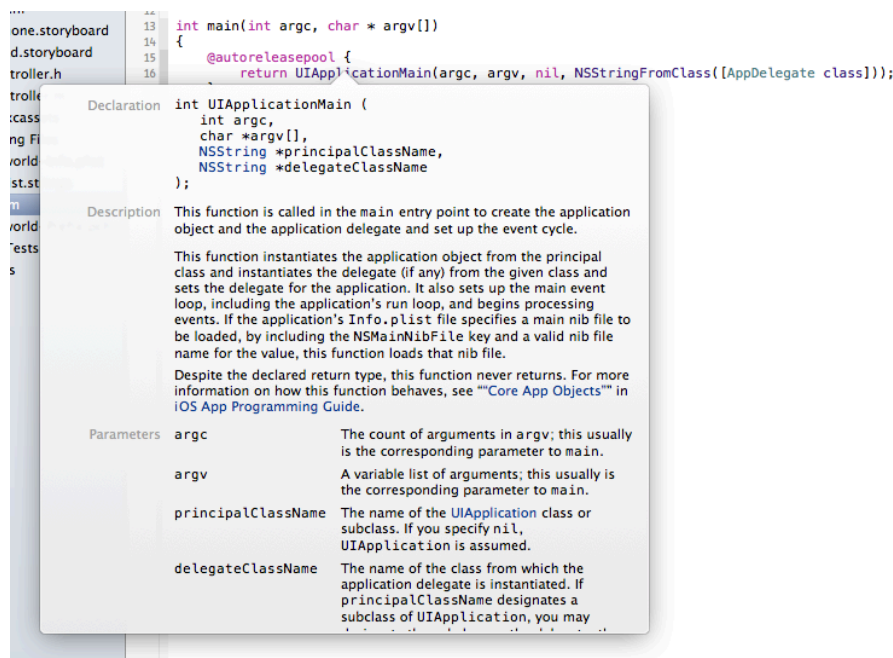 one.storyboard
d.storyboard
troller.h
trolle
xcasse
ng Fi
world
st.st
m
world
Tests
s
12
13 int main(int argc, char * argv[])
14 {
15 @autoreleasepool {
16 return UIApplicationMain(argc, argv, nil, NSStringFromClass([AppDelegate class]));
Declaration int UIApplicationMain (
int argc,
char *argv[],
NSString *principalClassName,
NSString *delegateClassName
);
Description This function is called in the main entry point to create the application
object and the application delegate and set up the event cycle.
This function instantiates the application object from the principal
class and instantiates the delegate (if any) from the given class and
sets the delegate for the application. It also sets up the main event
loop, including the application's run loop, and begins processing
events. If the application's Info.plist file specifies a main nib file to
be loaded, by including the NSMainNibFile key and a valid nib file
name for the value, this function loads that nib file.
Despite the declared return type, this function never returns. For more
information on how this function behaves, see "“Core App Objects”" in
iOS App Programming Guide.
Parameters argc The count of arguments in argv; this usually
is the corresponding parameter to main.
argv A variable list of arguments; this usually is
the corresponding parameter to main.
principalClassName The name of the UIApplication class or
subclass. If you specify nil,
UIApplication is assumed.
delegateClassName The name of the class from which the
application delegate is instantiated. If
principalClassName designates a
subclass of UIApplication, you may